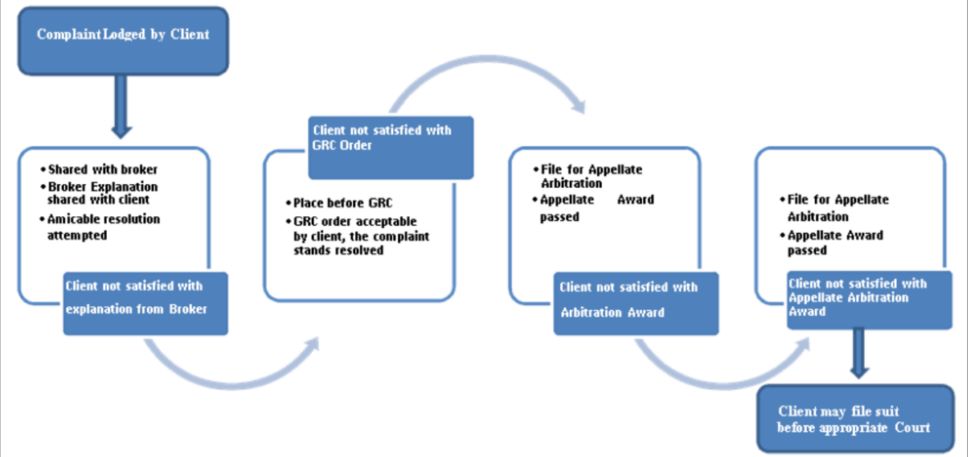 Complaint Lodged by Client
• Shared with broker
• Broker Explanation
shared with client
• Amicable resolution
attempted
Client not satisfied with
explanation from Broker
Client not satisfied with
GRC Order
• Place before GRC
• GRC order acceptable
by client, the complaint
stands resolved
• File for Appellate
Arbitration
• Appellate Award
passed
Client not satisfied with
Arbitration Award
• File for Appellate
Arbitration
• Appellate Award
passed
Client not satisfied with
Appellate Arbitration
Award
Client may file suit
before appropriate Court